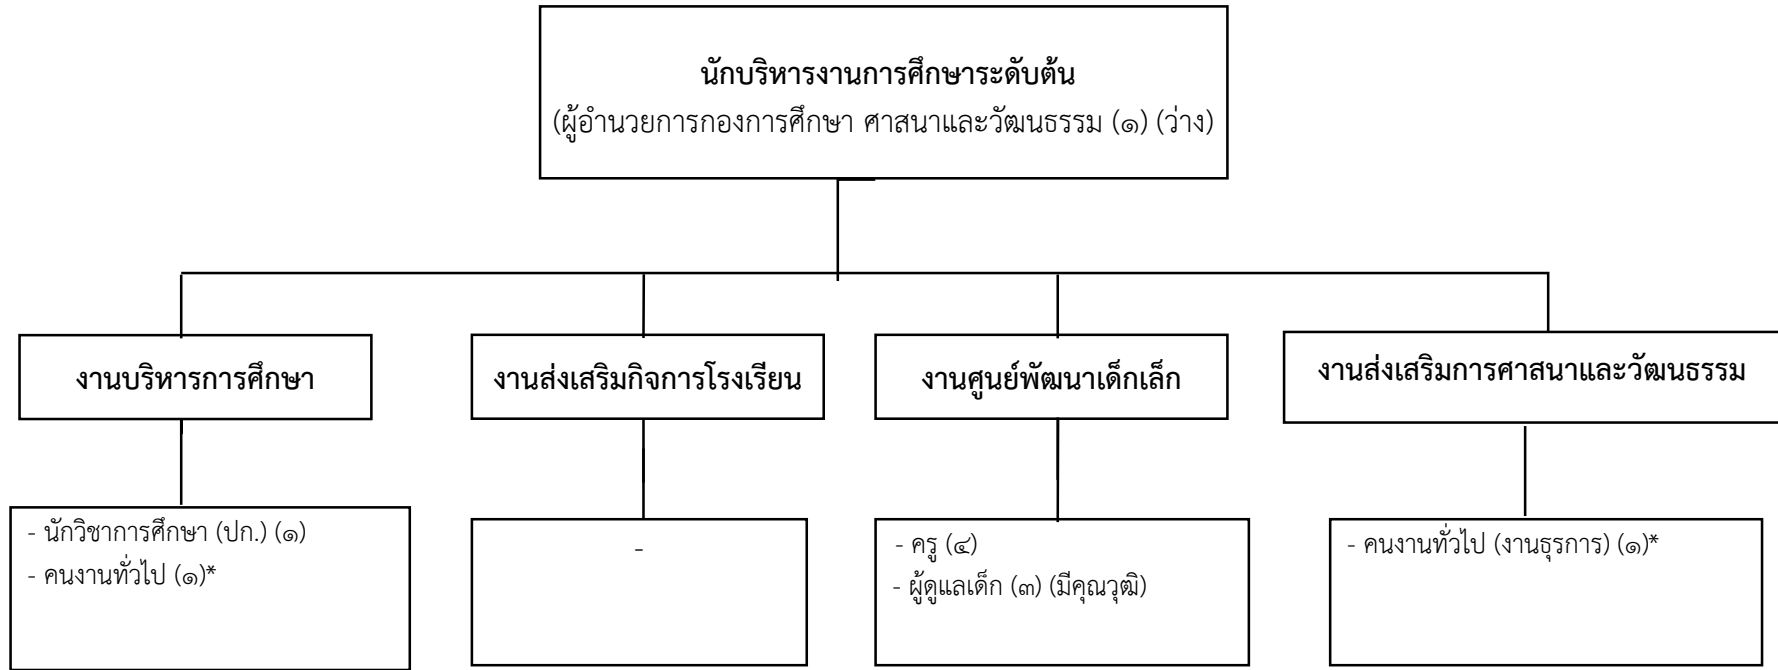 นักบริหารงานการศึกษาระดับต้น
(ผู้อำนวยการกองการศึกษา ศาสนาและวัฒนธรรม (๑) (ว่าง)
งานบริหารการศึกษา
งานส่งเสริมกิจการโรงเรียน
งานศูนย์พัฒนาเด็กเล็ก
งานส่งเสริมการศาสนาและวัฒนธรรม
- นักวิชาการศึกษา (ปก.) (๑)
- คนงานทั่วไป (๑)*
-
- ครู (๔)
- ผู้ดูแลเด็ก (๓) (มีคุณวุฒิ)
- คนงานทั่วไป (งานธุรการ) (๑)*